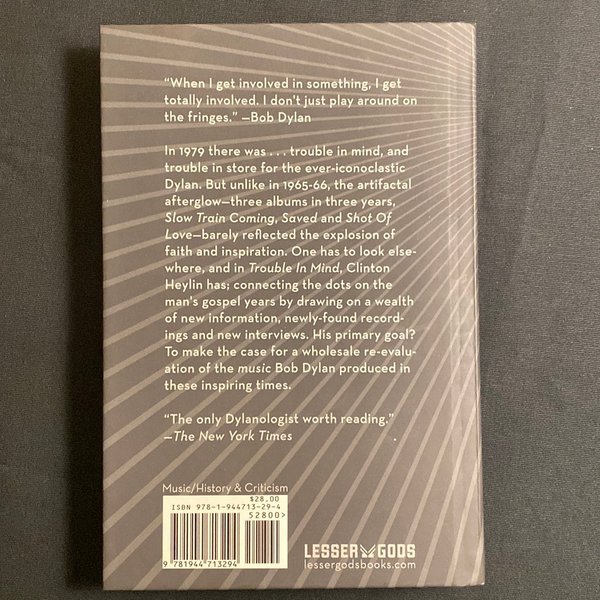 “When I get involved in something, I get
totally involved. I don't just play around on
the fringes.” —Bob Dylan
In 1979 there was . . . trouble in mind, and
trouble in store for the ever-iconoclastic
Dylan. But unlike in 1965-66, the artifactal
afterglow—three albums in three years,
Slow Train Coming, Saved and Shot Of
Love—barely reflected the explosion of
faith and inspiration. One has to look else-
where, and in Trouble In Mind, Clinton
Heylin has; connecting the dots on the
man's gospel years by drawing on a wealth
of new information, newly-found record-
ings and new interviews. His primary goal?
To make the case for a wholesale re-evalu-
ation of the music Bob Dylan produced in
these inspiring times.
“The only Dylanologist worth reading.”
—The New York Times
Music/History & Criticism
$28.00
ISBN 978-1-944713-29-4
52800>
9 781944 713294
LESSER GODS
lessergodsbooks.com